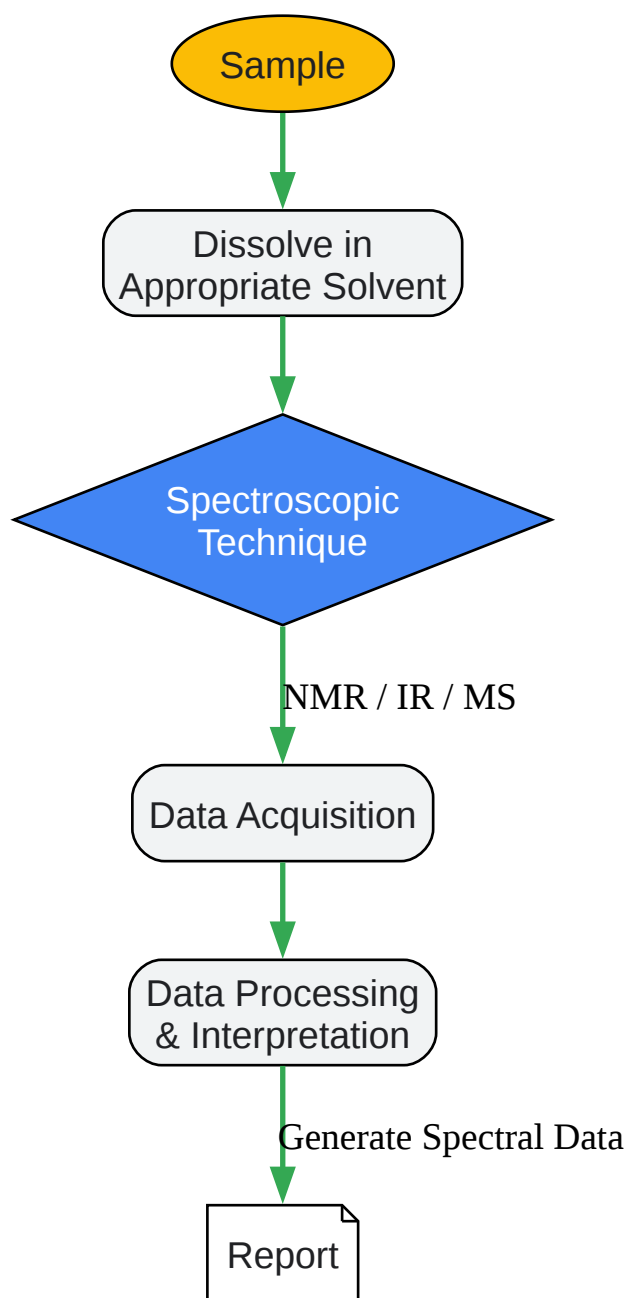 Sample
Dissolve in
Appropriate Solvent
Spectroscopic
Technique
NMR / IR / MS
Data Acquisition
Data Processing
& Interpretation
Generate Spectral Data
Report